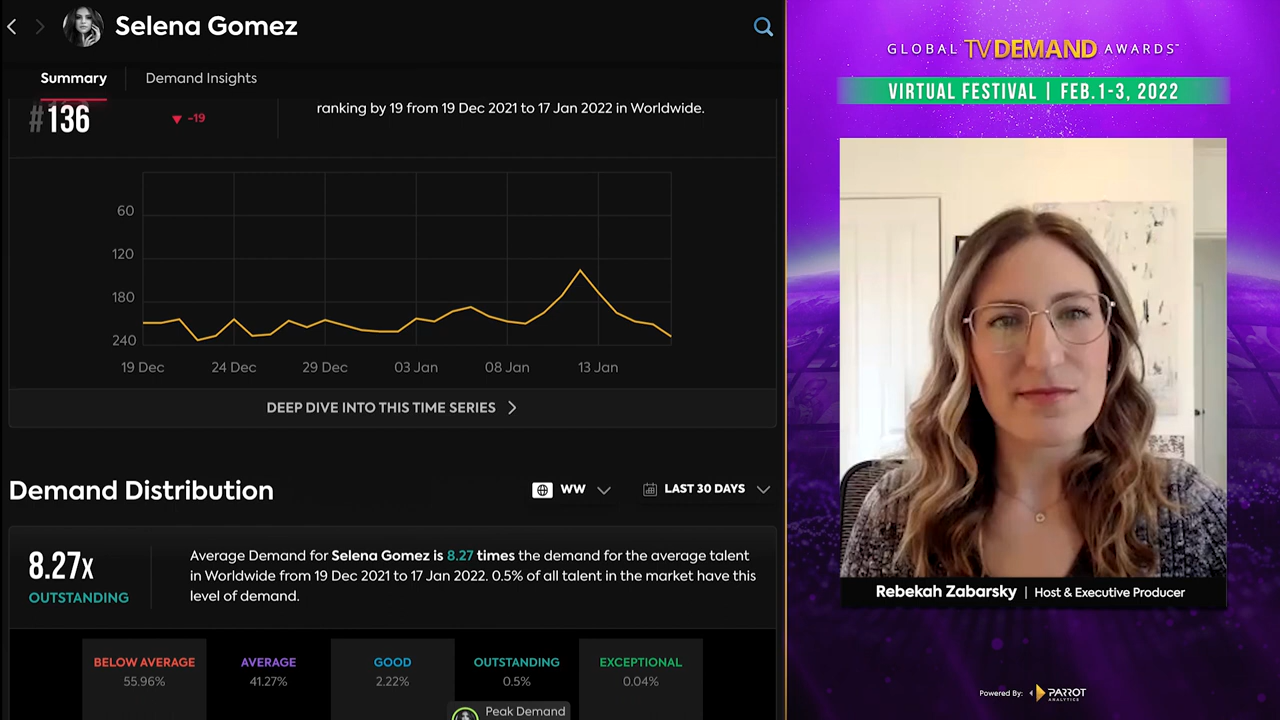 Selena Gomez
Summary
Demand Insights
#136
-19
ranking by 19 from 19 Dec 2021 to 17 Jan 2022 in Worldwide.
60
120
180
240
19 Dec
24 Dec
29 Dec
03 Jan
08 Jan
13 Jan
DEEP DIVE INTO THIS TIME SERIES
Demand Distribution
WW
LAST 30 DAYS
8.27x
OUTSTANDING
Average Demand for Selena Gomez is 8.27 times the demand for the average talent
in Worldwide from 19 Dec 2021 to 17 Jan 2022. 0.5% of all talent in the market have this
level of demand.
BELOW AVERAGE
55.96%
AVERAGE
41.27%
GOOD
2.22%
OUTSTANDING
0.5%
EXCEPTIONAL
0.04%
Peak Demand
GLOBAL TV DEMAND AWARDS™
VIRTUAL FESTIVAL | FEB.1-3, 2022
Rebekah Zabarsky | Host & Executive Producer
Powered By: PARROT
ANALYTICS